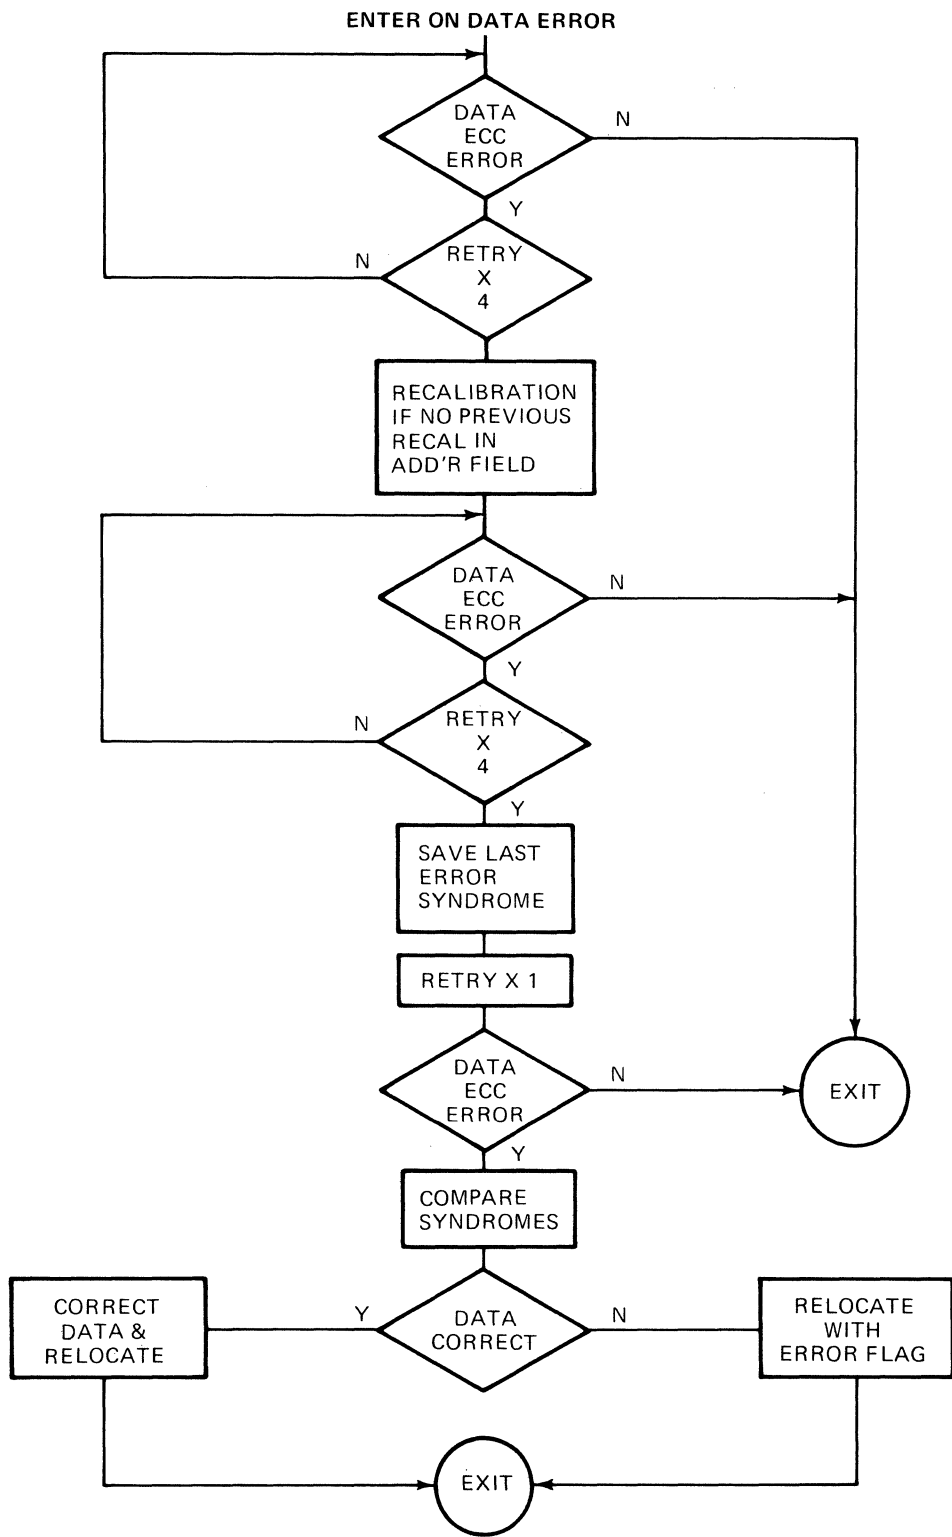 ENTER ON DATA ERROR
DATA
ECC
ERROR
N
Y
RETRY
X
4
N
RECALIBRATION
IF NO PREVIOUS
RECAL IN
ADD'R FIELD
DATA
ECC
ERROR
N
Y
RETRY
X
4
N
Y
SAVE LAST
ERROR
SYNDROME
RETRY X 1
DATA
ECC
ERROR
N
EXIT
Y
COMPARE
SYNDROMES
CORRECT
DATA &
RELOCATE
Y
DATA
CORRECT
N
RELOCATE
WITH
ERROR FLAG
EXIT